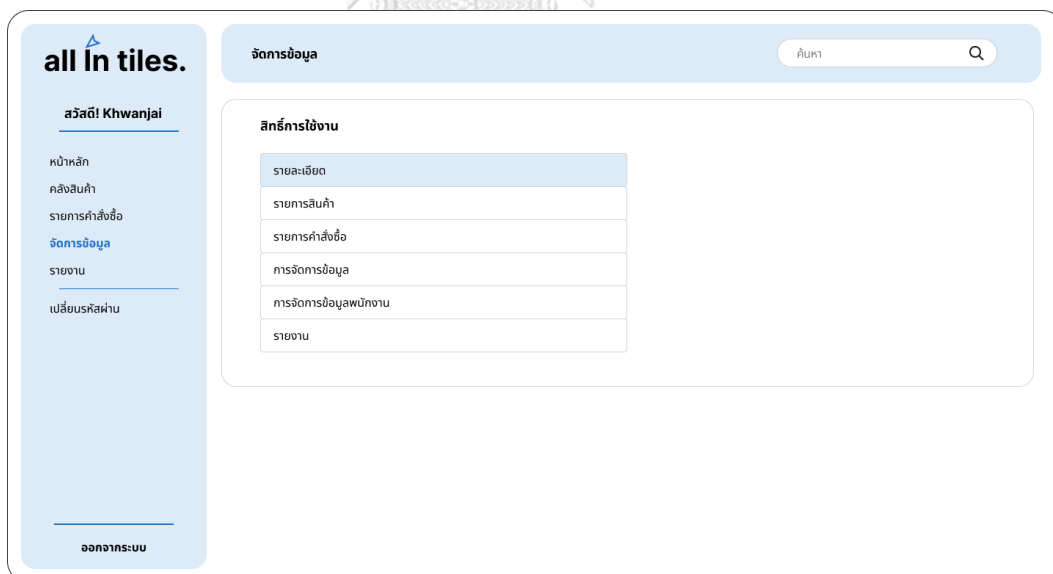 all in tiles.
สวัสดี! Khwanjai
หน้าหลัก
คลังสินค้า
รายการคำสั่งซื้อ
จัดการข้อมูล
รายงาน
เปลี่ยนรหัสผ่าน
ออกจากระบบ
จัดการข้อมูล
ค้นหา
สิทธิ์การใช้งาน
รายละเอียด
รายการสินค้า
รายการคำสั่งซื้อ
การจัดการข้อมูล
การจัดการข้อมูลพนักงาน
รายงาน